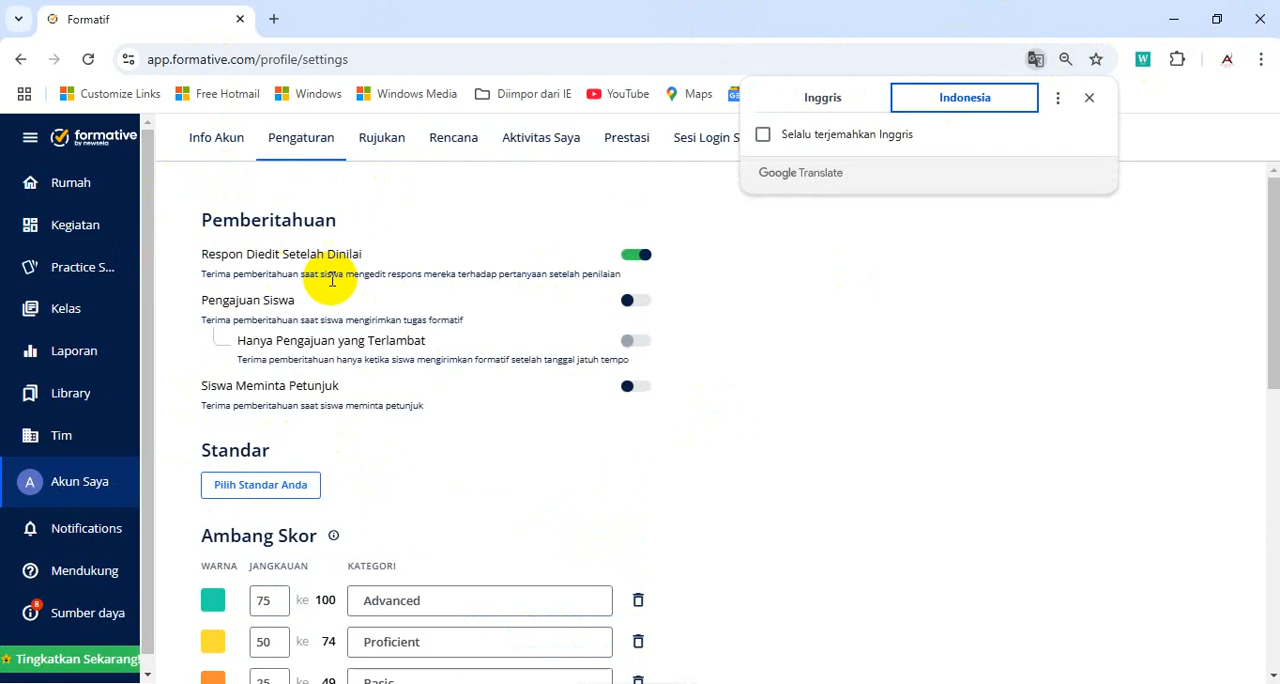 Formatif
app.formative.com/profile/settings
Customize Links
Free Hotmail
Windows
Windows Media
Diimpor dari IE
YouTube
Maps
Inggris
Indonesia
Selalu terjemahkan Inggris
Google Translate
formative
by newsela
Info Akun
Pengaturan
Rujukan
Rencana
Aktivitas Saya
Prestasi
Sesi Login S
Rumah
Kegiatan
Practice S...
Kelas
Laporan
Library
Tim
A
Akun Saya
Notifications
Mendukung
8
Sumber daya
Tingkatkan Sekarang!
Pemberitahuan
Respon Diedit Setelah Dinilai
Terima pemberitahuan saat siswa mengedit respons mereka terhadap pertanyaan setelah penilaian
Pengajuan Siswa
Terima pemberitahuan saat siswa mengirimkan tugas formatif
Hanya Pengajuan yang Terlambat
Terima pemberitahuan hanya ketika siswa mengirimkan formatif setelah tanggal jatuh tempo
Siswa Meminta Petunjuk
Terima pemberitahuan saat siswa meminta petunjuk
Standar
Pilih Standar Anda
Ambang Skor
WARNA JANGKAUAN KATEGORI
75 ke 100 Advanced
50 ke 74 Proficient
25 ke 49 Basic